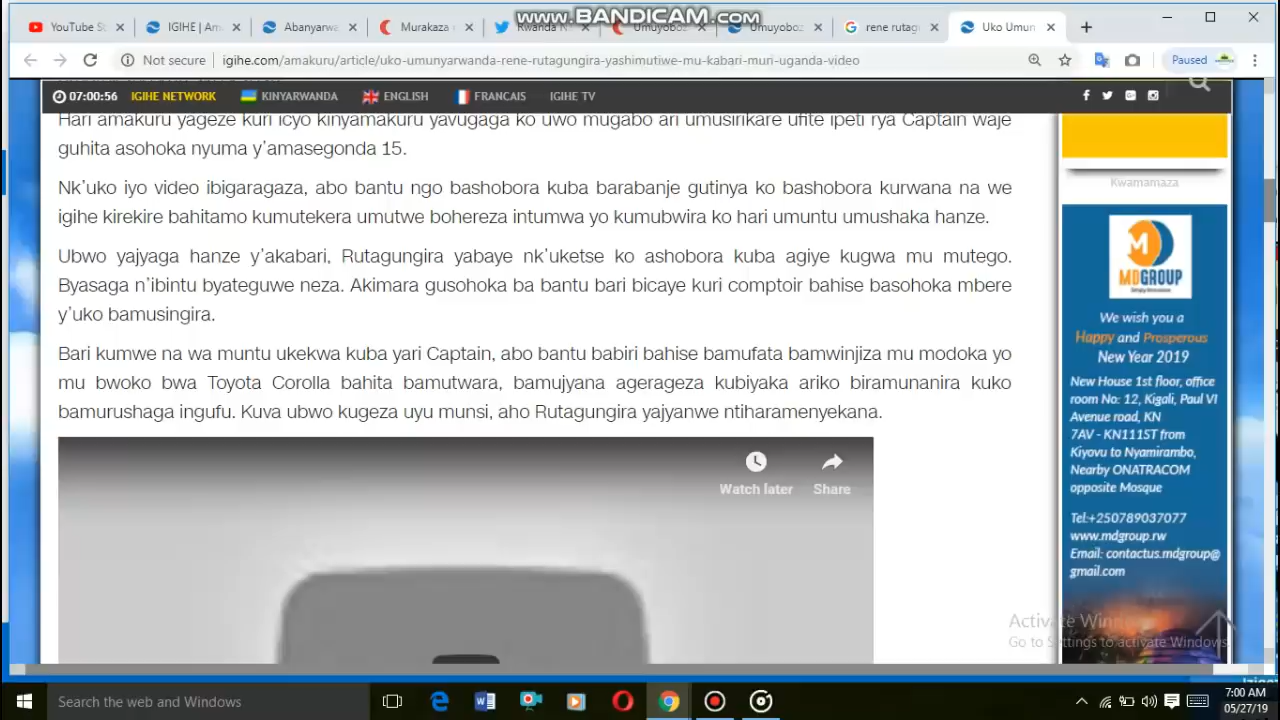 www.BANDICAM.com
YouTube St
IGIHE | Am
Abanyarw
Murakaza
Rwanda N
Umuyoboz
Umuyoboz
rene rutag
Uko Umun
Not secure
igihe.com/amakuru/article/uko-umunyarwanda-rene-rutagungira-yashimutiwe-mu-kabari-muri-uganda-video
Paused
07:00:56 IGIHE NETWORK KINYARWANDA ENGLISH FRANCAIS IGIHE TV
Hari amakuru yageze kuri icyo kinyamakuru yavugaga ko uwo mugabo ari umusirikare ufite ipeti rya Captain waje
guhita asohoka nyuma y'amasegonda 15.
Nk'uko iyo video ibigaragaza, abo bantu ngo bashobora kuba barabanje gutinya ko bashobora kurwana na we
igihe kirekire bahitamo kumutekera umutwe bohereza intumwa yo kumubwira ko hari umuntu umushaka hanze.
Ubwo yajyaga hanze y'akabari, Rutagungira yabaye nk'uketse ko ashobora kuba agiye kugwa mu mutego.
Byasaga n'ibintu byateguwe neza. Akimara gusohoka ba bantu bari bicaye kuri comptoir bahise basohoka mbere
y'uko bamusingira.
Bari kumwe na wa muntu ukekwa kuba yari Captain, abo bantu babiri bahise bamufata bamwinjiza mu modoka yo
mu bwoko bwa Toyota Corolla bahita bamutwara, bamujyana agerageza kubiyaka ariko biramunanira kuko
bamurushaga ingufu. Kuva ubwo kugeza uyu munsi, aho Rutagungira yajyanwe ntiharamenyekana.
Watch later
Share
Kwamamaza
MDGROUP
We wish you a
Happy and Prosperous
New Year 2019
New House 1st floor, office
room No: 12, Kigali, Paul VI
Avenue road, KN
7AV - KN111ST from
Kiyovu to Nyamirambo,
Nearby ONATRACOM
opposite Mosque
Tel:+250789037077
www.mdgroup.rw
Email: contactus.mdgroup@
gmail.com
Activate Windows
Go to Settings to activate Windows.
Search the web and Windows
7:00 AM
05/27/19